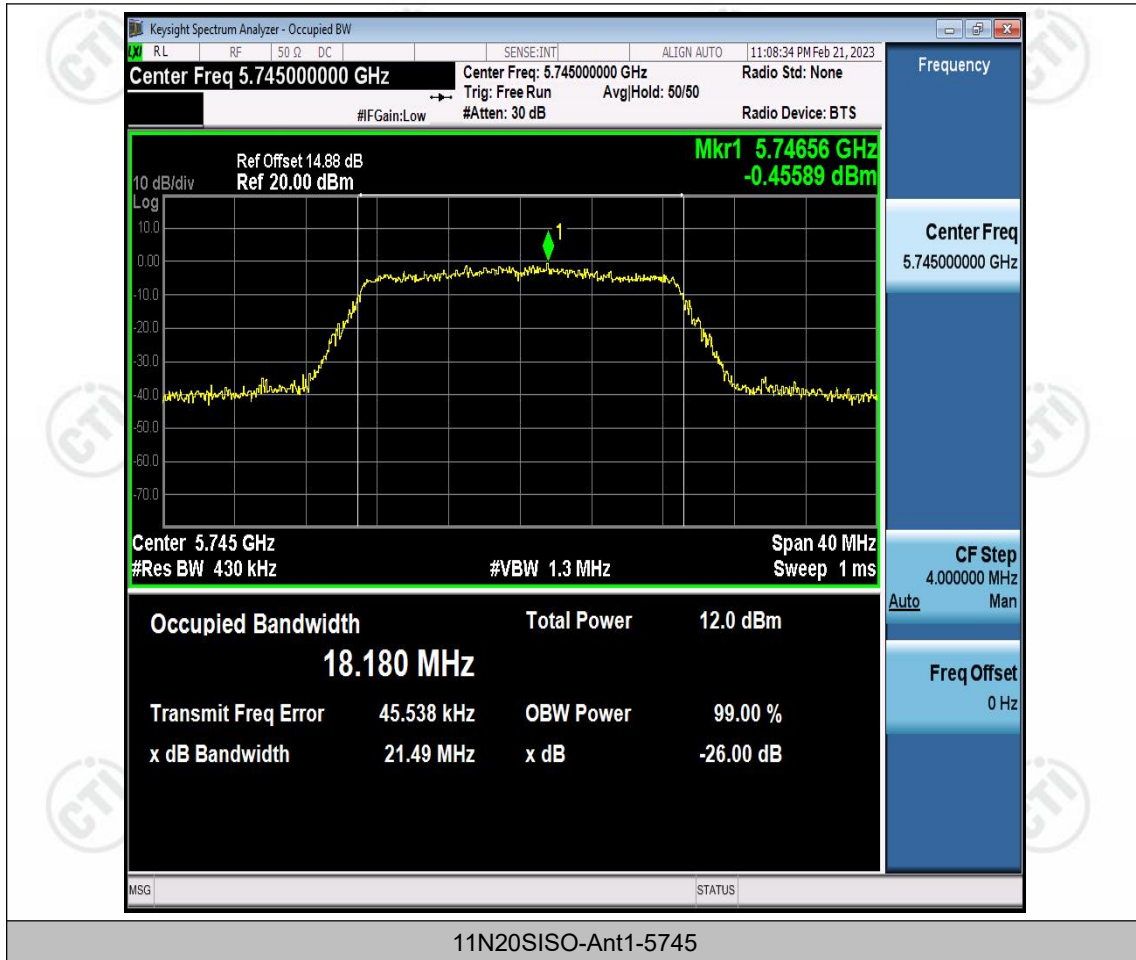 Keysight Spectrum Analyzer - Occupied BW
LXI RL RF 50 Ω DC SENSE:INT ALIGN AUTO 11:08:34 PM Feb 21, 2023
Center Freq 5.745000000 GHz
Center Freq: 5.745000000 GHz
Radio Std: None
Trig: Free Run Avg|Hold: 50/50
#IFGain:Low
#Atten: 30 dB
Radio Device: BTS
Frequency
Mkr1 5.74656 GHz
-0.45589 dBm
Ref Offset 14.88 dB
10 dB/div Ref 20.00 dBm
Log
10.0
0.00
-10.0
-20.0
-30.0
-40.0
-50.0
-60.0
-70.0
1
Center 5.745 GHz
Span 40 MHz
#Res BW 430 kHz
#VBW 1.3 MHz
Sweep 1 ms
Center Freq
5.745000000 GHz
CF Step
4.000000 MHz
Auto Man
Freq Offset
0 Hz
Occupied Bandwidth
18.180 MHz
Total Power 12.0 dBm
Transmit Freq Error 45.538 kHz OBW Power 99.00 %
x dB Bandwidth 21.49 MHz x dB -26.00 dB
MSG STATUS
11N20SISO-Ant1-5745
CTI
CTI
CTI
CTI
CTI
CTI